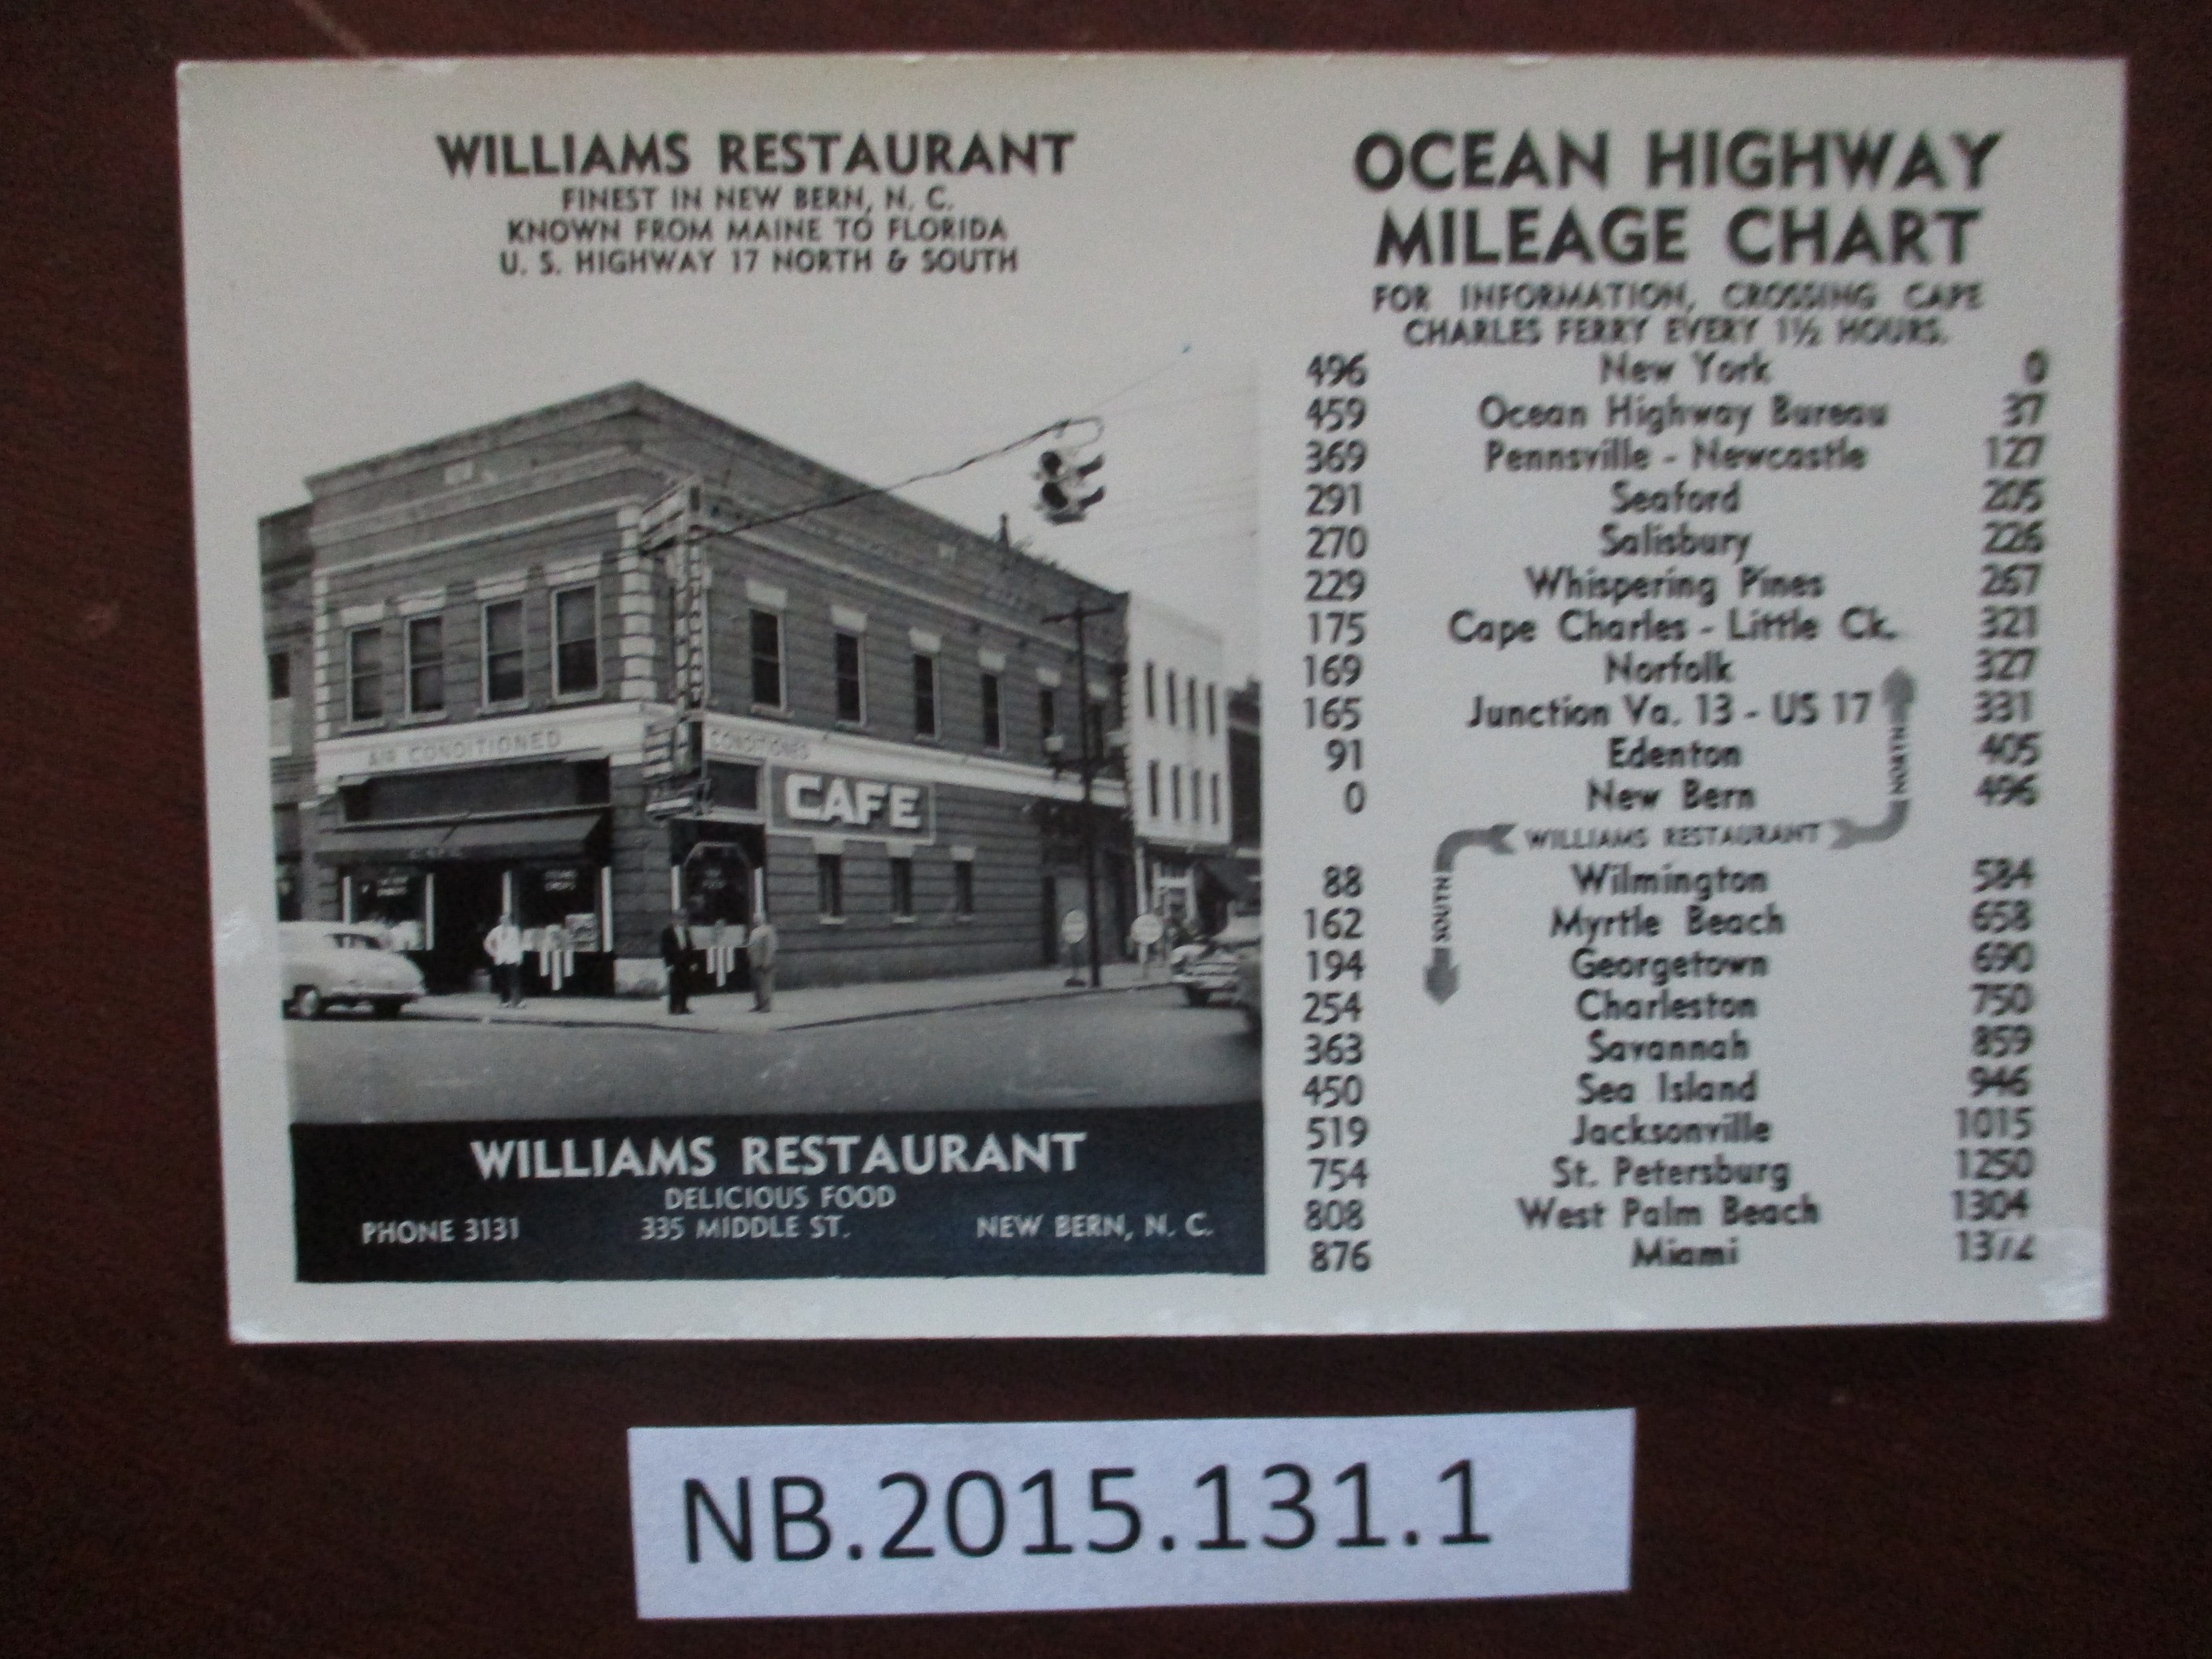 WILLIAMS RESTAURANT
FINEST IN NEW BERN, N. C.
KNOWN FROM MAINE TO FLORIDA
U. S. HIGHWAY 17 NORTH & SOUTH
AIR CONDITIONED
CONDITIONED
CAFE
WILLIAMS RESTAURANT
DELICIOUS FOOD
PHONE 3131 335 MIDDLE ST. NEW BERN, N. C.
OCEAN HIGHWAY
MILEAGE CHART
FOR INFORMATION, CROSSING CAPE
CHARLES FERRY EVERY 1½ HOURS.
496 New York 0
459 Ocean Highway Bureau 37
369 Pennsville - Newcastle 127
291 Seaford 205
270 Salisbury 226
229 Whispering Pines 267
175 Cape Charles - Little Ck. 321
169 Norfolk 327
165 Junction Va. 13 - US 17 331
91 Edenton 405
0 New Bern 496
NORTH
WILLIAMS RESTAURANT
SOUTH
88 Wilmington 584
162 Myrtle Beach 658
194 Georgetown 690
254 Charleston 750
363 Savannah 859
450 Sea Island 946
519 Jacksonville 1015
754 St. Petersburg 1250
808 West Palm Beach 1304
876 Miami 1372
NB.2015.131.1